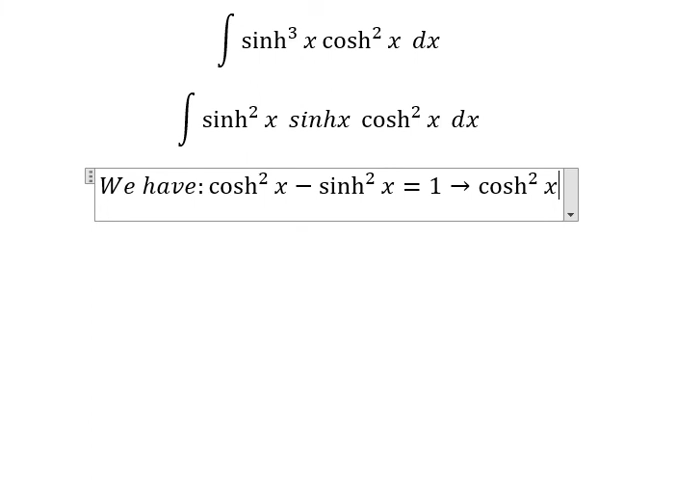 ∫ sinh³ x cosh² x dx
∫ sinh² x sinhx cosh² x dx
We have: cosh² x − sinh² x = 1 → cosh² x